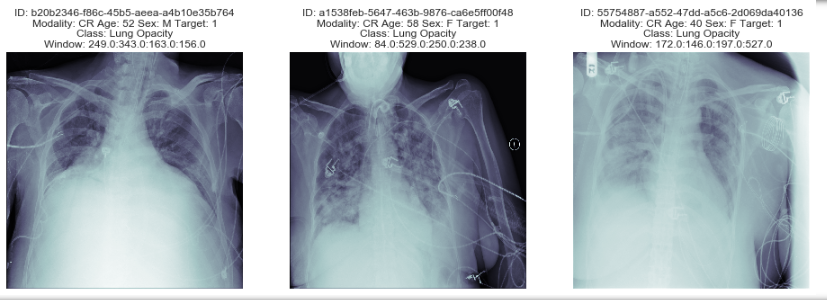 ID: b20b2346-f86c-45b5-aeea-a4b10e35b764
Modality: CR Age: 52 Sex: M Target: 1
Class: Lung Opacity
Window: 249.0:343.0:163.0:156.0
ID: a1538feb-5647-463b-9876-ca6e5ff00f48
Modality: CR Age: 58 Sex: F Target: 1
Class: Lung Opacity
Window: 84.0:529.0:250.0:238.0
ID: 55754887-a552-47dd-a5c6-2d069da40136
Modality: CR Age: 40 Sex: F Target: 1
Class: Lung Opacity
Window: 172.0:146.0:197.0:527.0
R